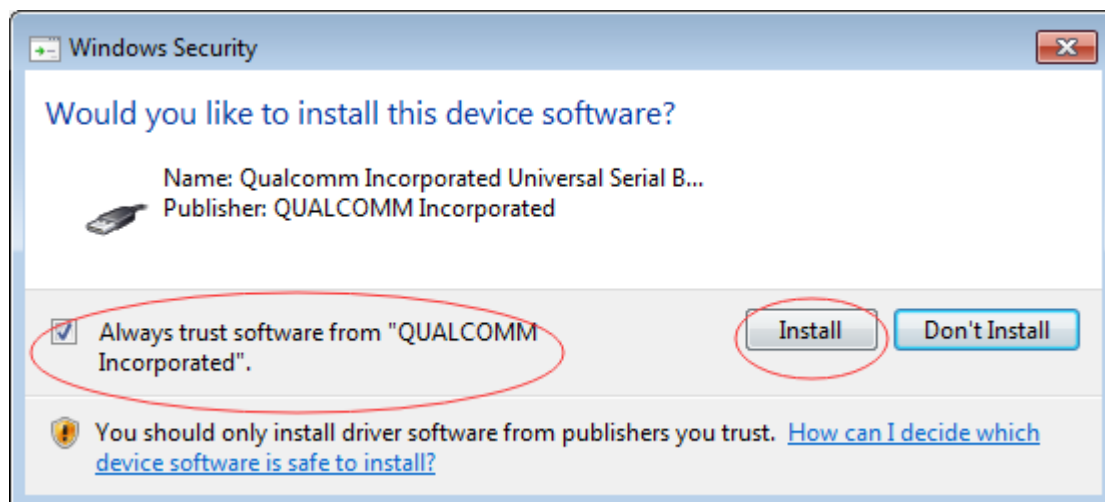 Windows Security
Would you like to install this device software?
Name: Qualcomm Incorporated Universal Serial B...
Publisher: QUALCOMM Incorporated
Always trust software from "QUALCOMM
Incorporated".
Install
Don't Install
You should only install driver software from publishers you trust. How can I decide which
device software is safe to install?